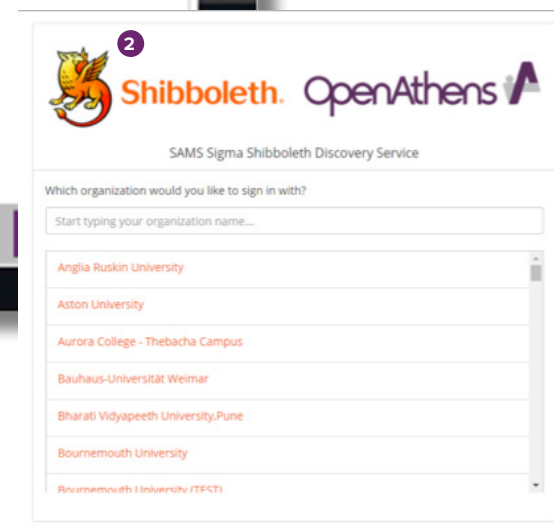 2
Shibboleth. OpenAthens
SAMS Sigma Shibboleth Discovery Service
Which organization would you like to sign in with?
Start typing your organization name...
Anglia Ruskin University
Aston University
Aurora College - Thebacha Campus
Bauhaus-Universität Weimar
Bharati Vidyapeeth University,Pune
Bournemouth University
Bournemouth University (TEST)